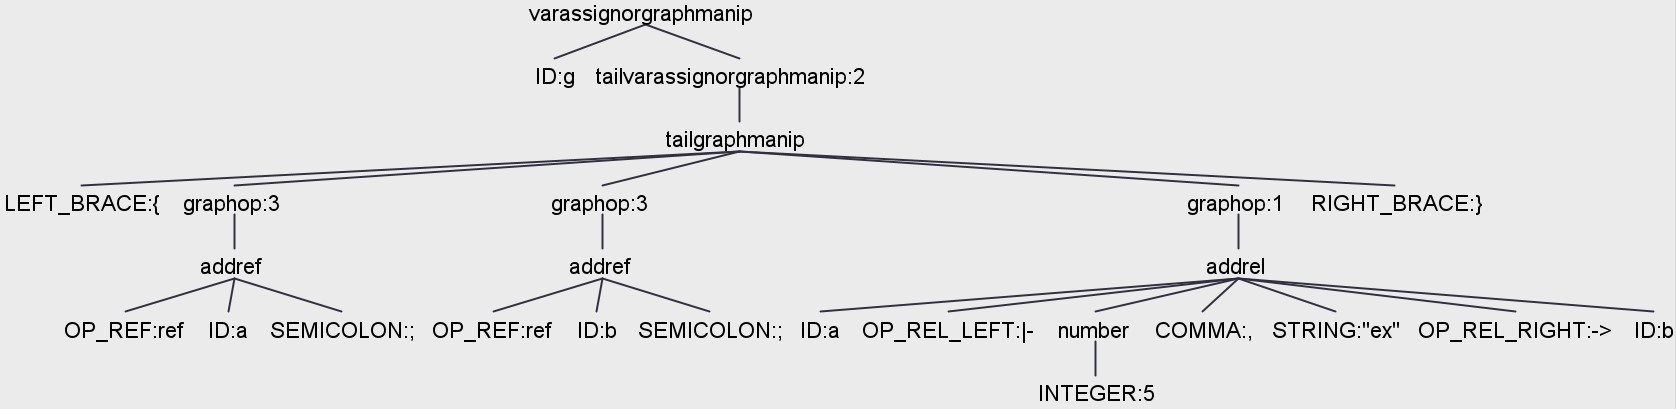 varassignorgraphmanip
ID:g tailvarassignorgraphmanip:2
tailgraphmanip
LEFT_BRACE:{ graphop:3 graphop:3 graphop:1 RIGHT_BRACE:}
addref addref addrel
OP_REF:ref ID:a SEMICOLON:; OP_REF:ref ID:b SEMICOLON:; ID:a OP_REL_LEFT:|- number COMMA:, STRING:"ex" OP_REL_RIGHT:-> ID:b
INTEGER:5